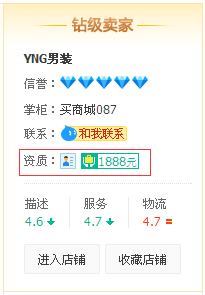 钻级卖家
YNG男装
信誉：
掌柜：买商城087
联系：和我联系
资质：1888元
描述 服务 物流
4.6 4.7 4.7
进入店铺 收藏店铺